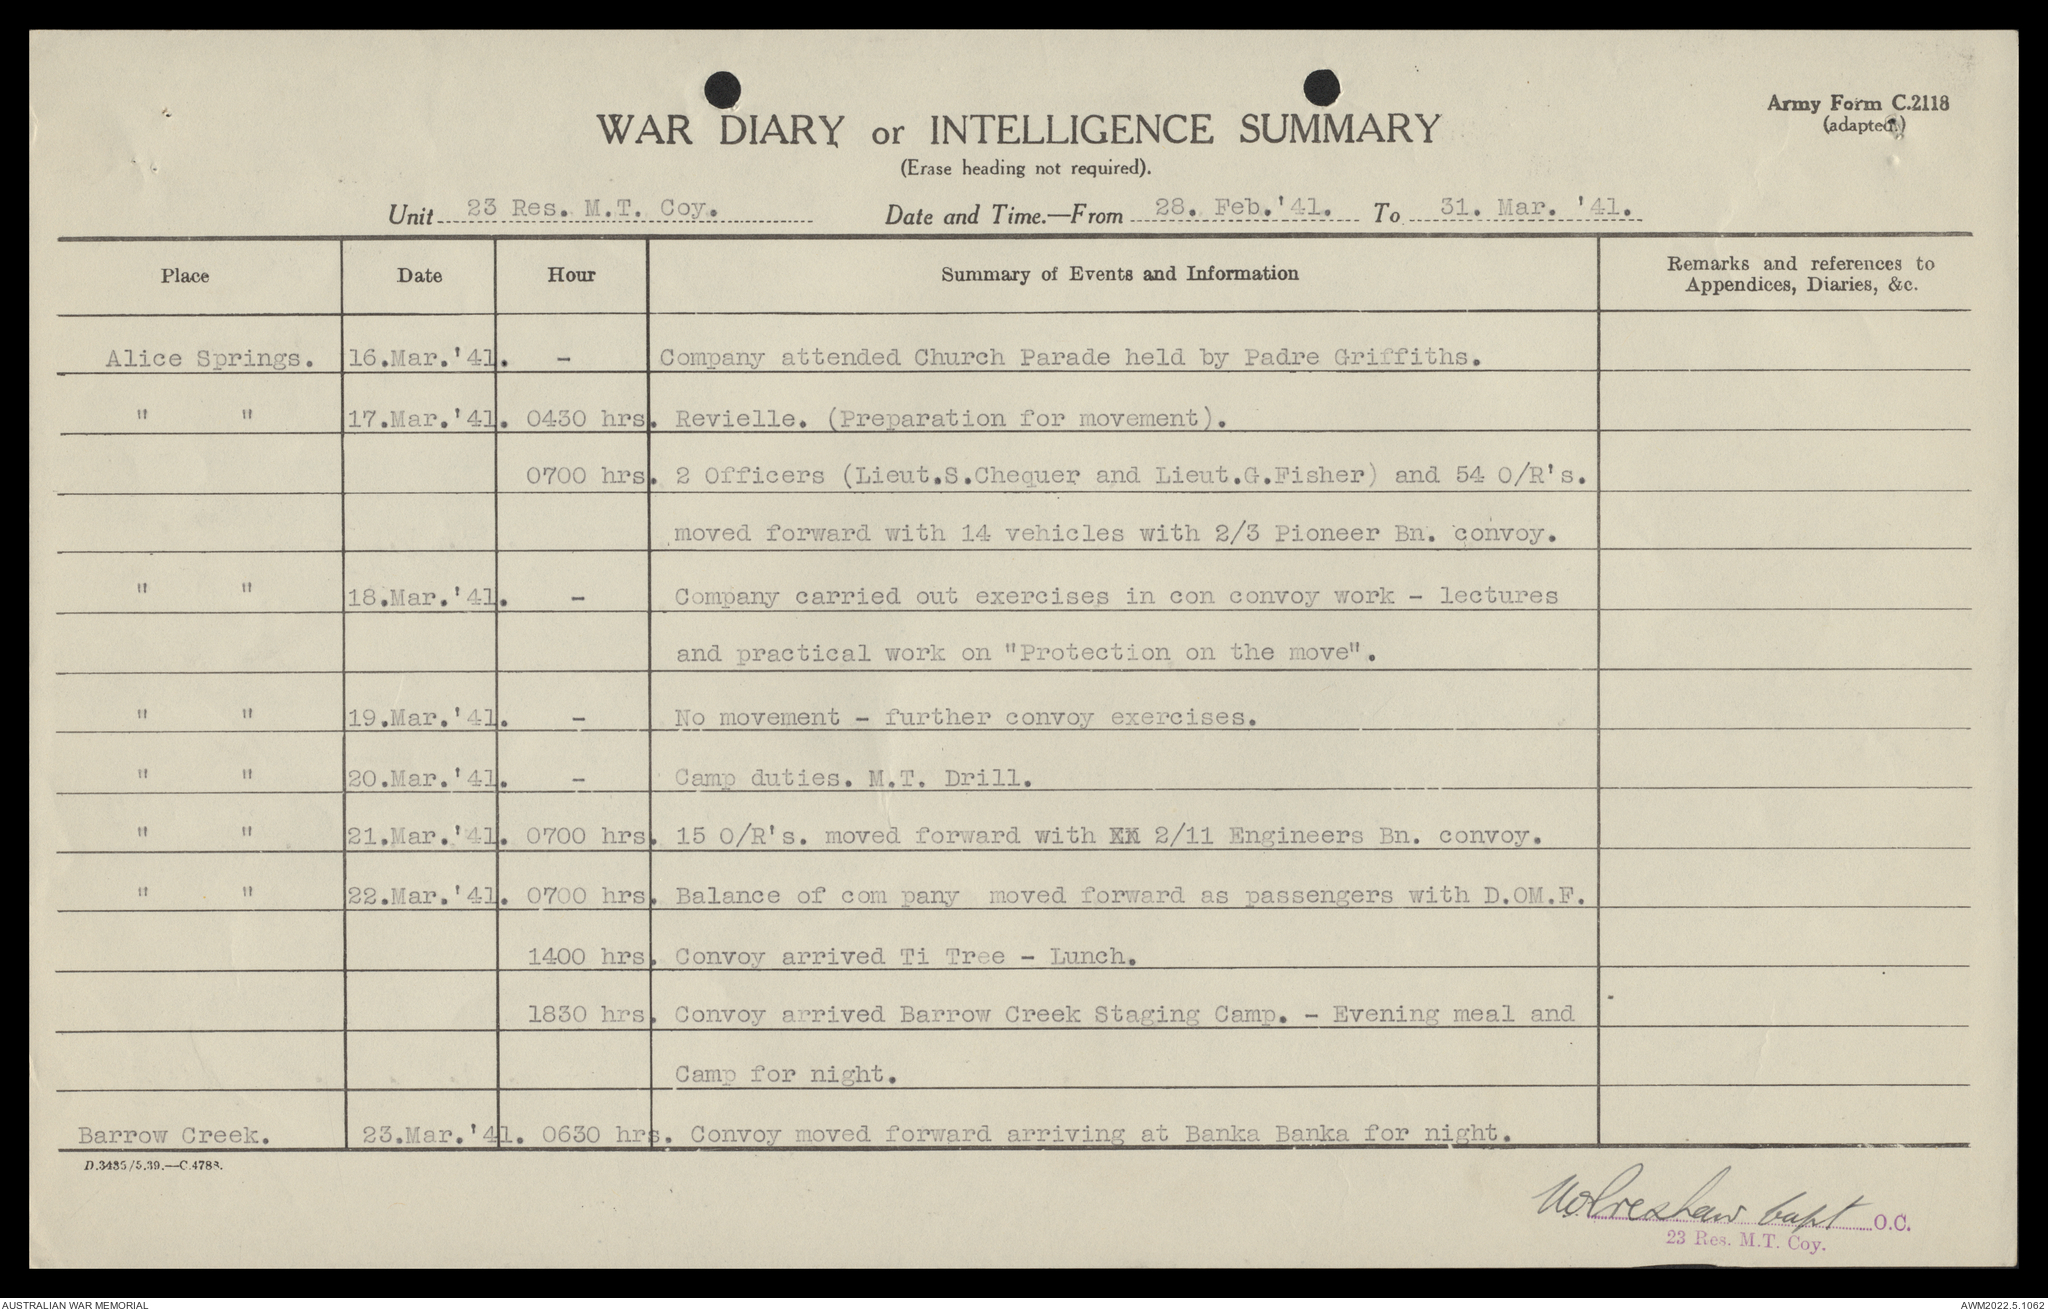 Army Form C.2118
(adapted.)
WAR DIARY or INTELLIGENCE SUMMARY
(Erase heading not required).
Unit 23 Res. M.T. Coy. Date and Time.—From 28. Feb.'41. To 31. Mar. '41.
Place Date Hour Summary of Events and Information Remarks and references to
Appendices, Diaries, &c.
Alice Springs. 16.Mar.'41. - Company attended Church Parade held by Padre Griffiths.
" " 17.Mar.'41. 0430 hrs. Revielle. (Preparation for movement).
0700 hrs. 2 Officers (Lieut.S.Chequer and Lieut.G.Fisher) and 54 O/R's.
moved forward with 14 vehicles with 2/3 Pioneer Bn. convoy.
" " 18.Mar.'41. - Company carried out exercises in con convoy work - lectures
and practical work on "Protection on the move".
" " 19.Mar.'41. - No movement - further convoy exercises.
" " 20.Mar.'41. - Camp duties. M.T. Drill.
" " 21.Mar.'41. 0700 hrs. 15 O/R's. moved forward with 2/11 Engineers Bn. convoy.
" " 22.Mar.'41. 0700 hrs. Balance of com pany moved forward as passengers with D.OM.F.
1400 hrs. Convoy arrived Ti Tree - Lunch.
1830 hrs. Convoy arrived Barrow Creek Staging Camp. - Evening meal and
Camp for night.
Barrow Creek. 23.Mar.'41. 0630 hrs. Convoy moved forward arriving at Banka Banka for night.
D.3435/5.39.—C.4788.
Capt O.C.
23 Res. M.T. Coy.
AUSTRALIAN WAR MEMORIAL AWM2022.5.1062